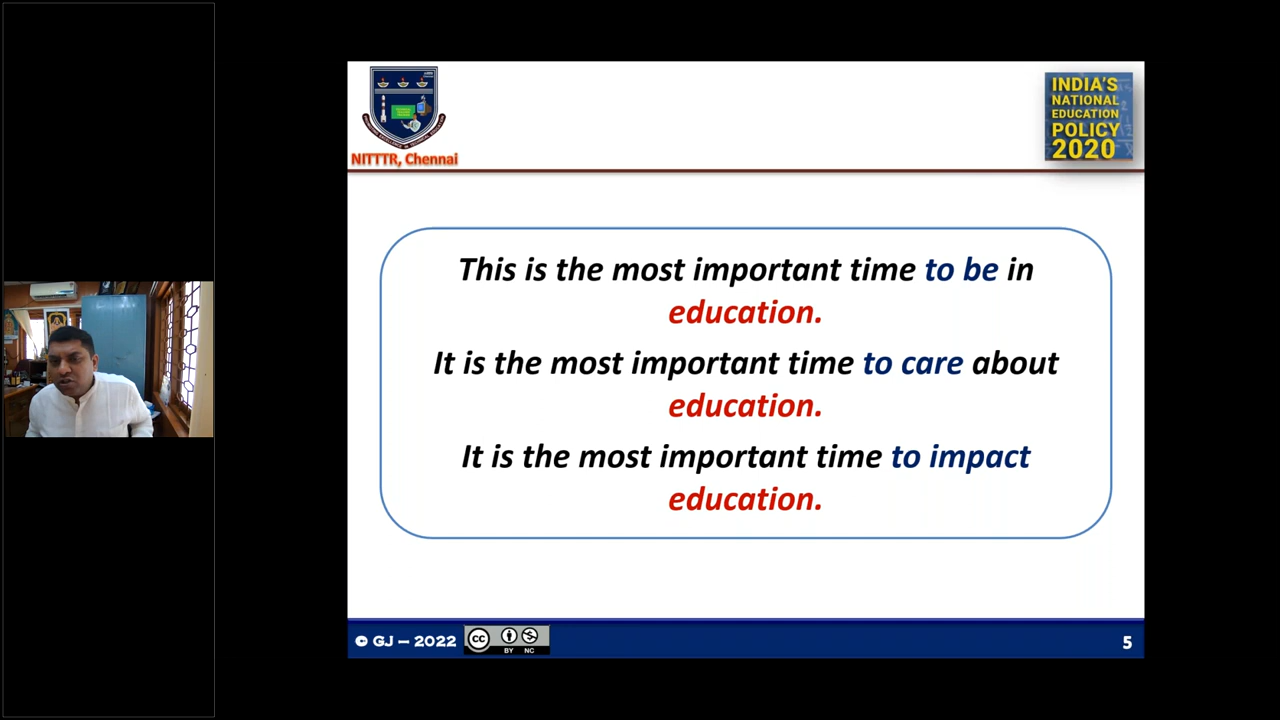 NITTTR, Chennai
INDIA'S
NATIONAL
EDUCATION
POLICY
2020
This is the most important time to be in
education.
It is the most important time to care about
education.
It is the most important time to impact
education.
© GJ – 2022
cc
BY NC
5